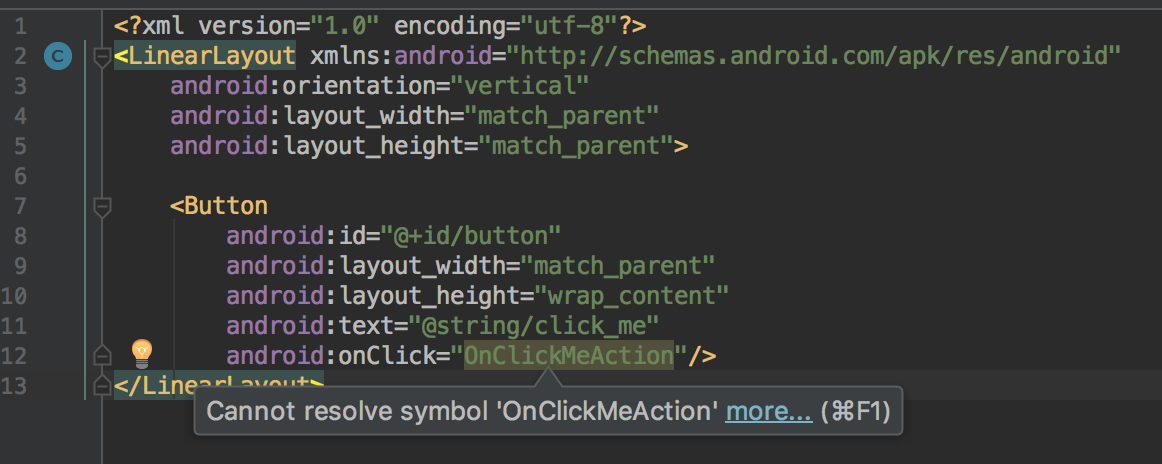 1 <?xml version="1.0" encoding="utf-8"?>
2 C <LinearLayout xmlns:android="http://schemas.android.com/apk/res/android"
3 android:orientation="vertical"
4 android:layout_width="match_parent"
5 android:layout_height="match_parent">
6
7 <Button
8 android:id="@+id/button"
9 android:layout_width="match_parent"
10 android:layout_height="wrap_content"
11 android:text="@string/click_me"
12 android:onClick="OnClickMeAction"/>
13 </LinearLayout>
Cannot resolve symbol 'OnClickMeAction' more... (⌘F1)